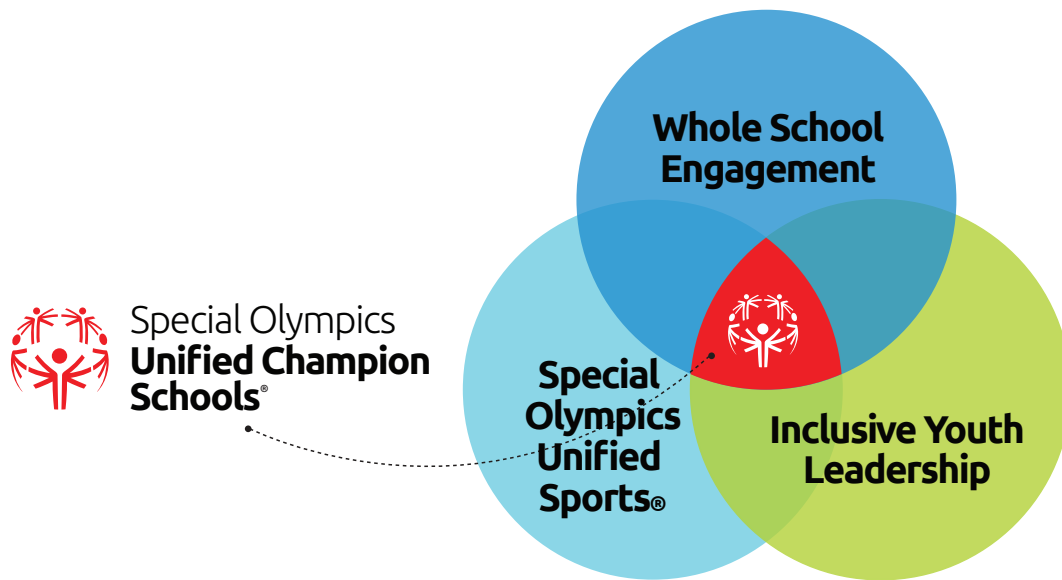 Whole School
Engagement
Special Olympics
Unified Champion
Schools®
Special
Olympics
Unified
Sports®
Inclusive Youth
Leadership